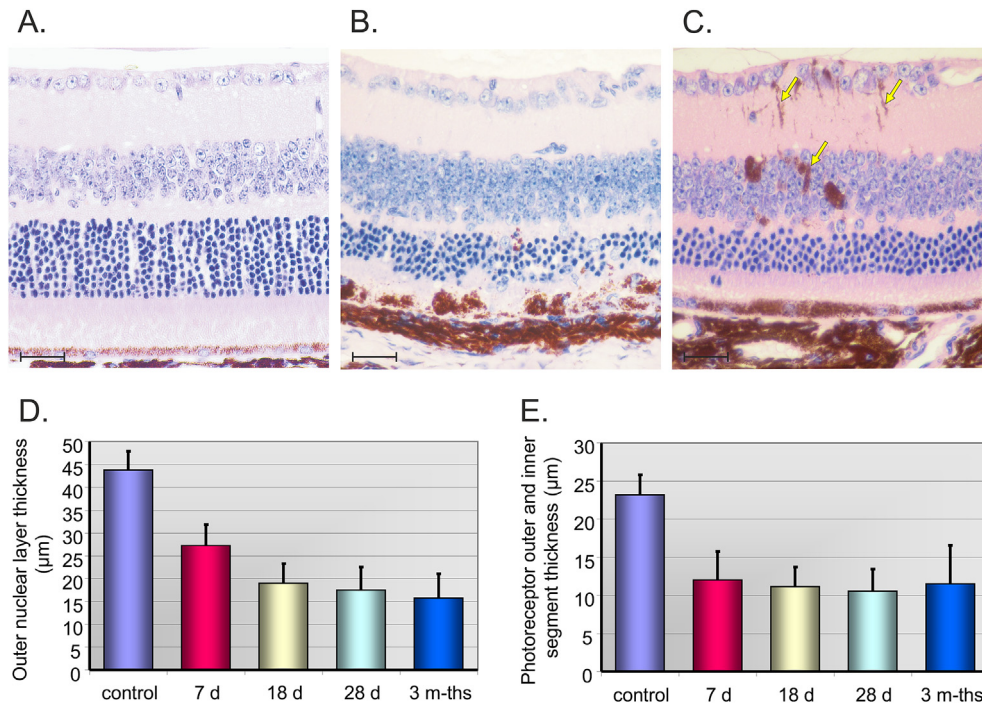 A.
B.
C.
D.
Outer nuclear layer thickness
(µm)
50
45
40
35
30
25
20
15
10
5
0
control 7 d 18 d 28 d 3 m-ths
E.
Photoreceptor outer and inner
segment thickness (µm)
30
25
20
15
10
5
0
control 7 d 18 d 28 d 3 m-ths